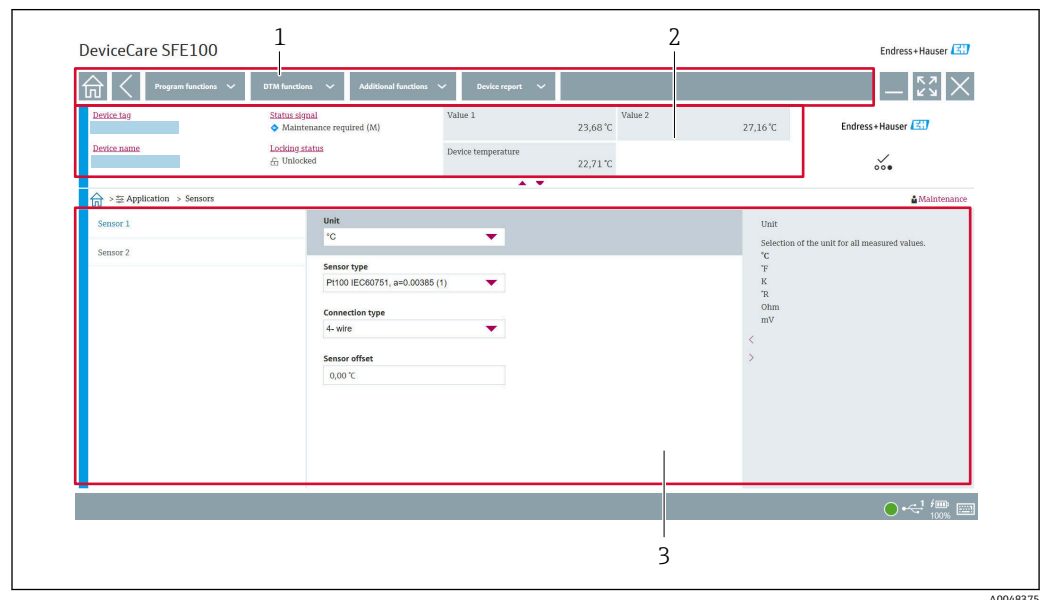 1
2
DeviceCare SFE100
Endress+Hauser EH
Program functions
DTM functions
Additional functions
Device report
Device tag
Status signal
Maintenance required (M)
Value 1
23,68 °C
Value 2
27,16 °C
Endress+Hauser EH
Device name
Locking status
Unlocked
Device temperature
22,71 °C
> Application > Sensors
Maintenance
Sensor 1
Sensor 2
Unit
°C
Sensor type
Pt100 IEC60751, a=0.00385 (1)
Connection type
4- wire
Sensor offset
0,00 °C
Unit
Selection of the unit for all measured values.
°C
°F
K
°R
Ohm
mV
<
>
1
100%
3
A0048375